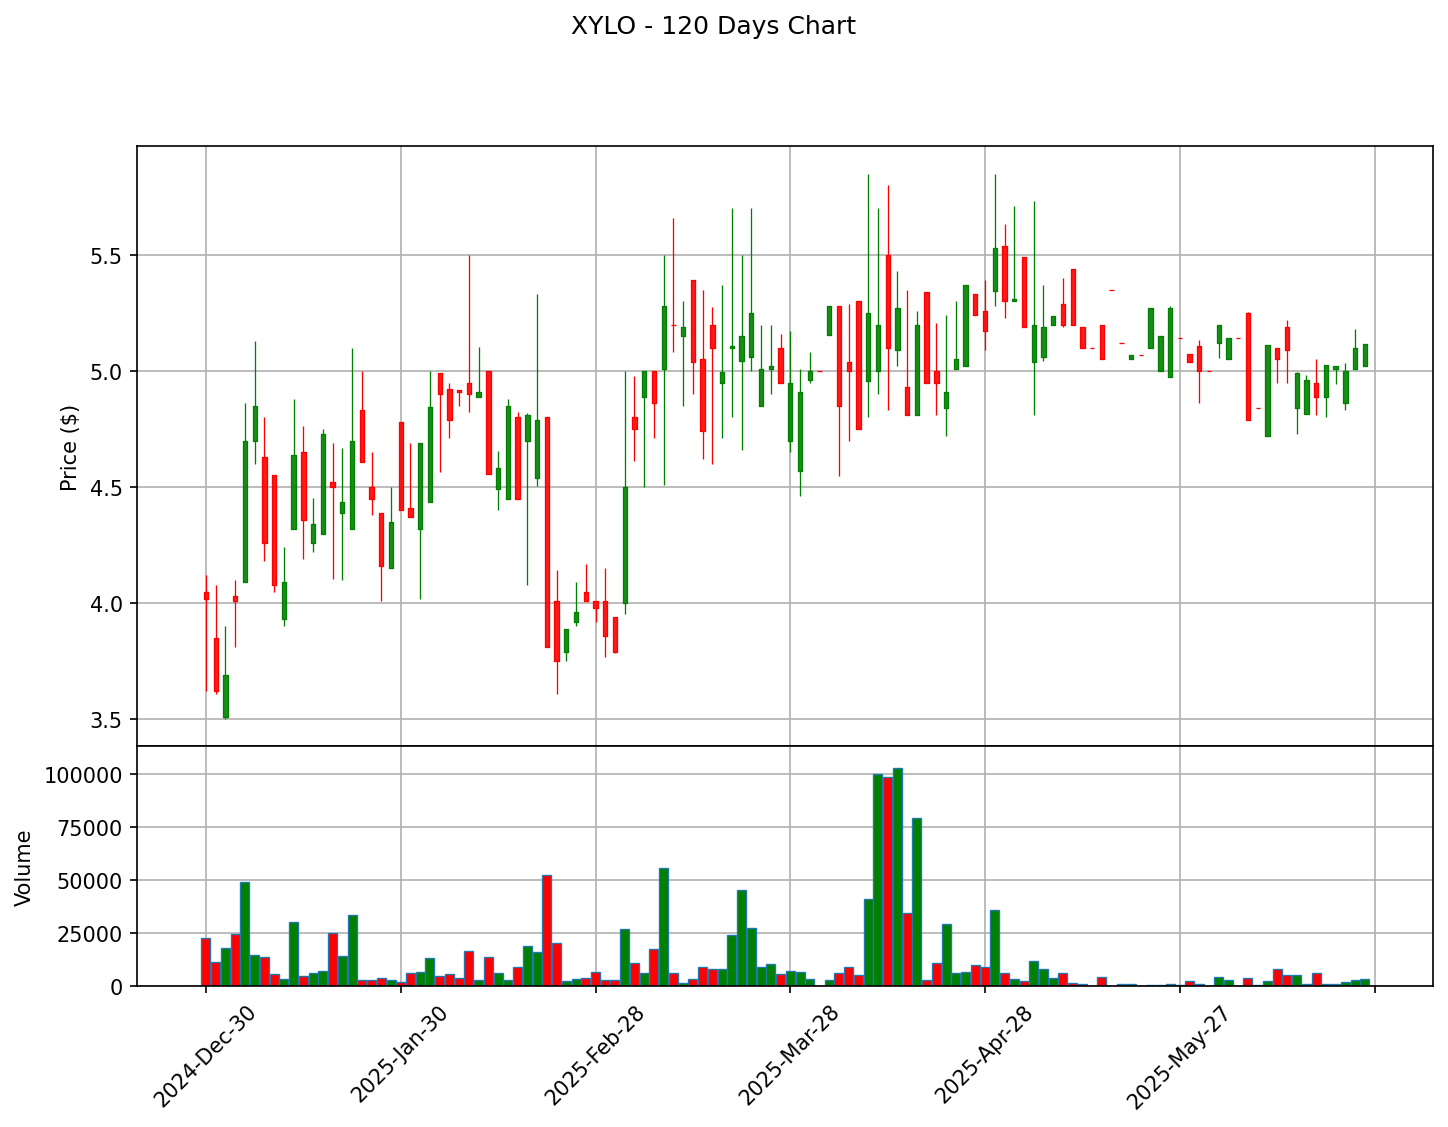 XYLO - 120 Days Chart
Price ($)
5.5
5.0
4.5
4.0
3.5
Volume
100000
75000
50000
25000
0
2024-Dec-30
2025-Jan-30
2025-Feb-28
2025-Mar-28
2025-Apr-28
2025-May-27